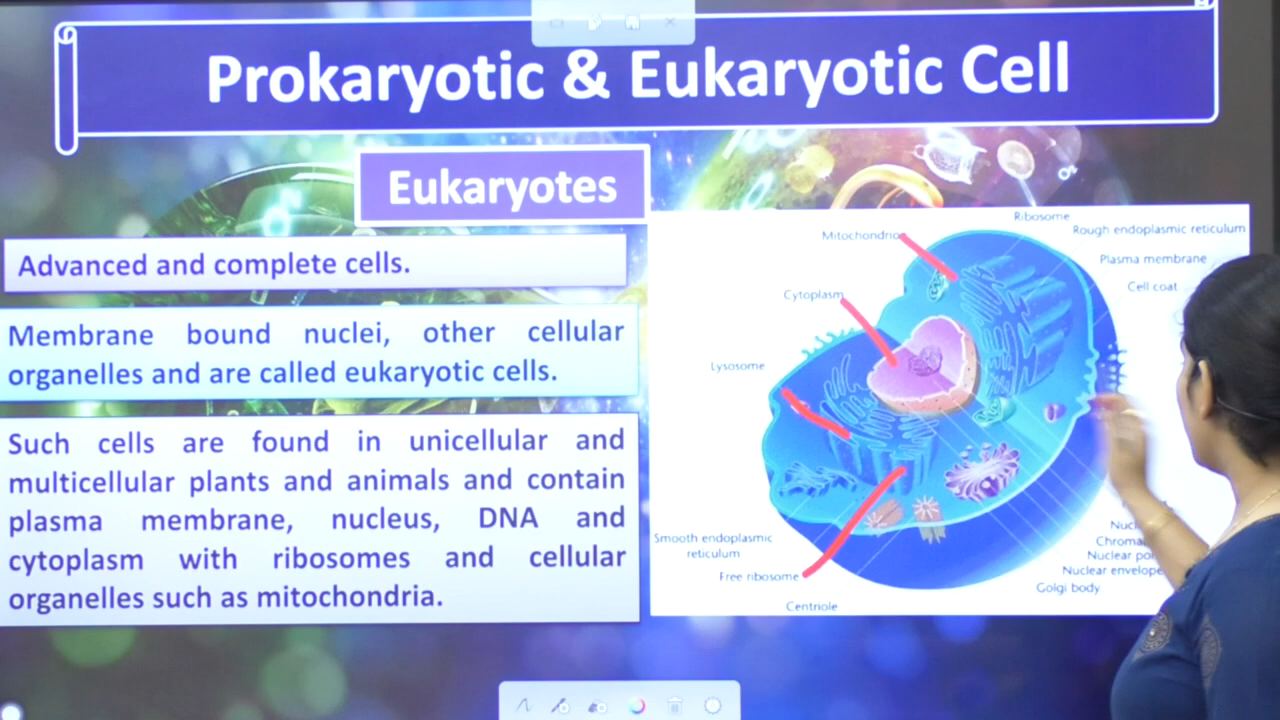 Prokaryotic & Eukaryotic Cell
Eukaryotes
Advanced and complete cells.
Membrane bound nuclei, other cellular
organelles and are called eukaryotic cells.
Such cells are found in unicellular and
multicellular plants and animals and contain
plasma membrane, nucleus, DNA and
cytoplasm with ribosomes and cellular
organelles such as mitochondria.
Ribosome
Mitochondrion
Rough endoplasmic reticulum
Plasma membrane
Cell coat
Cytoplasm
Lysosome
Smooth endoplasmic
reticulum
Free ribosome
Centriole
Nuclear envelope
Golgi body